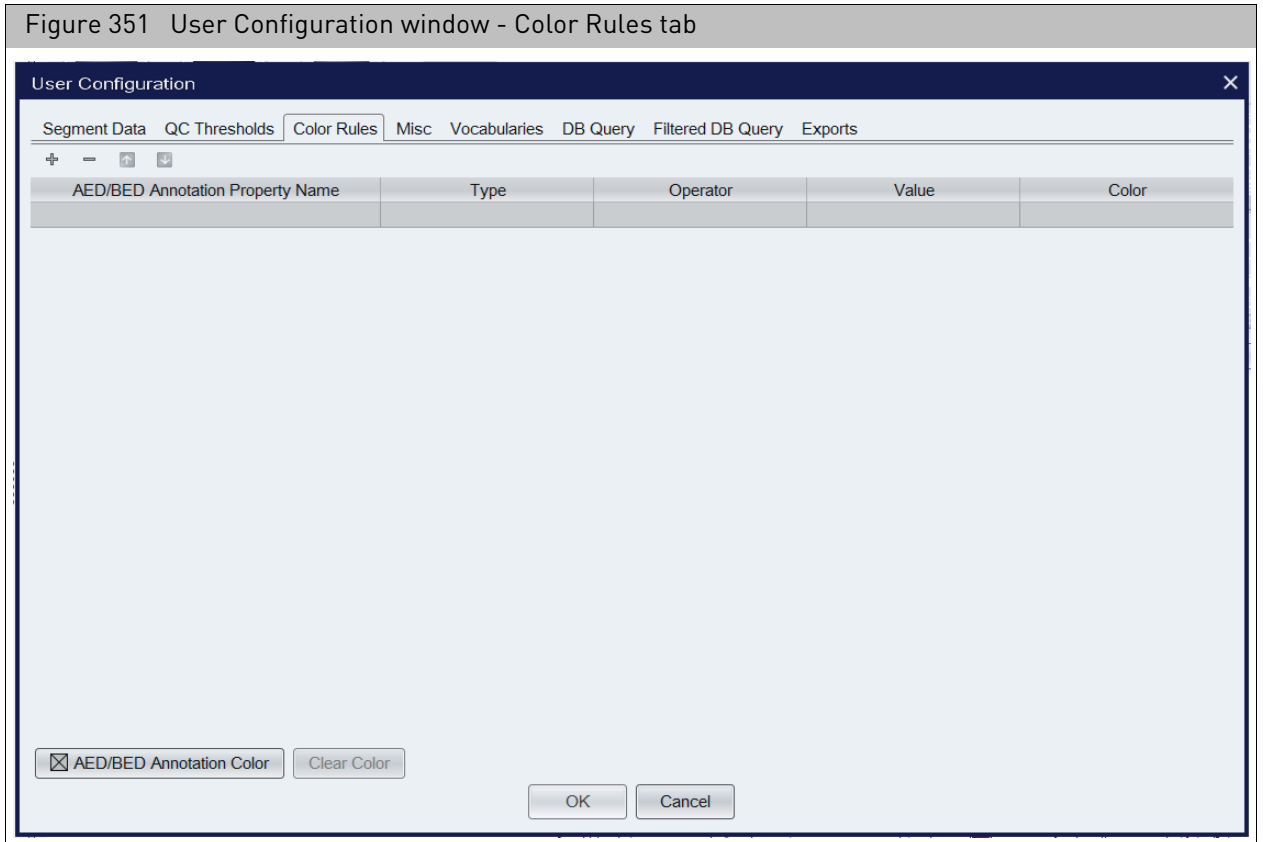 Figure 351 User Configuration window - Color Rules tab
User Configuration
Segment Data QC Thresholds Color Rules Misc Vocabularies DB Query Filtered DB Query Exports
AED/BED Annotation Property Name Type Operator Value Color
AED/BED Annotation Color Clear Color
OK Cancel